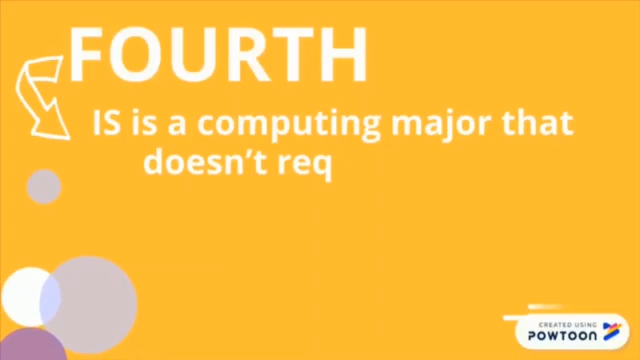 FOURTH
IS is a computing major that
doesn't req
CREATED USING
POWTOON